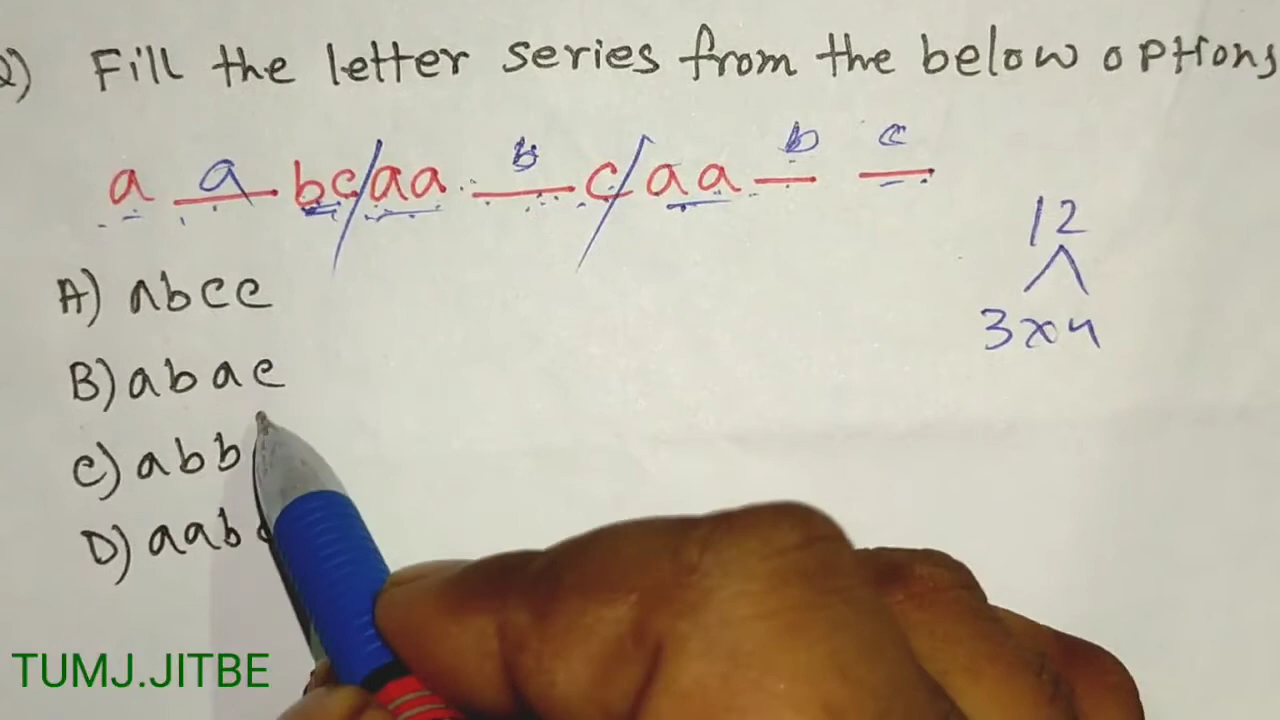 2) Fill the letter series from the below options
a a bc/aa b c/aa b c
12
3x4
A) abcc
B) abac
C) abb
D) aab
TUMJ.JITBE